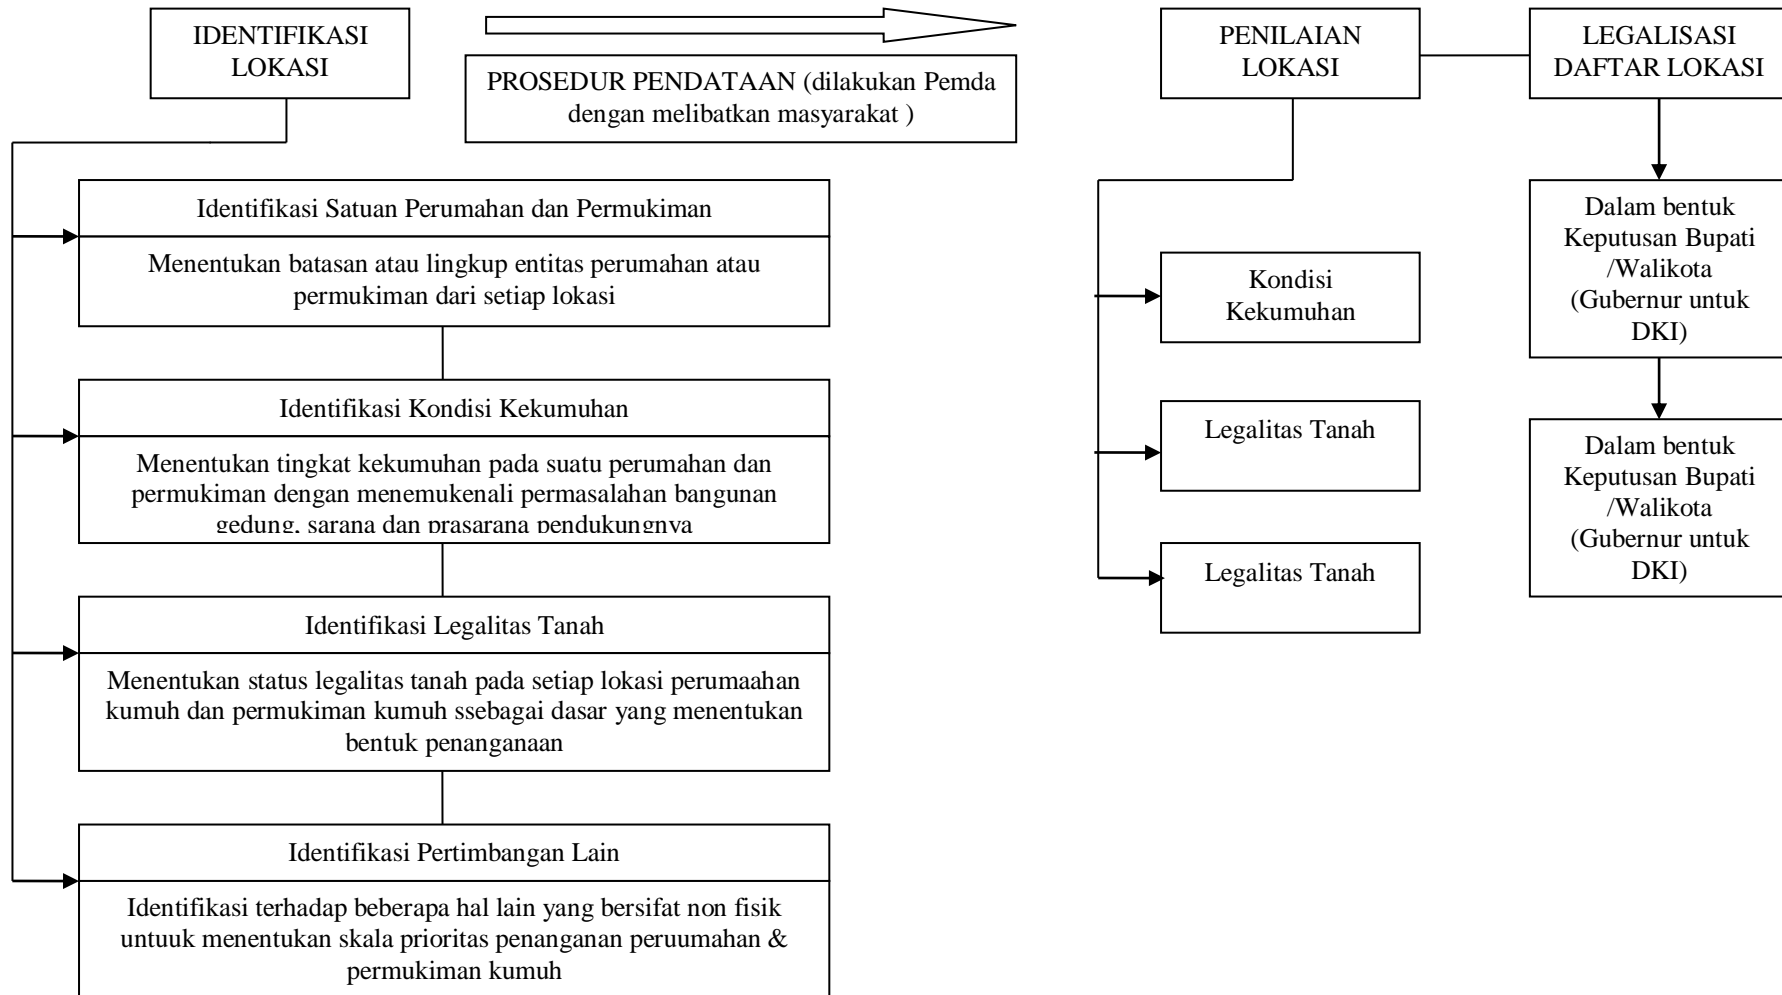 IDENTIFIKASI
LOKASI
PROSEDUR PENDATAAN (dilakukan Pemda
dengan melibatkan masyarakat )
PENILAIAN
LOKASI
LEGALISASI
DAFTAR LOKASI
Identifikasi Satuan Perumahan dan Permukiman
Menentukan batasan atau lingkup entitas perumahan atau
permukiman dari setiap lokasi
Identifikasi Kondisi Kekumuhan
Menentukan tingkat kekumuhan pada suatu perumahan dan
permukiman dengan menemukenali permasalahan bangunan
gedung, sarana dan prasarana pendukungnya
Identifikasi Legalitas Tanah
Menentukan status legalitas tanah pada setiap lokasi perumaahan
kumuh dan permukiman kumuh ssebagai dasar yang menentukan
bentuk penanganaan
Identifikasi Pertimbangan Lain
Identifikasi terhadap beberapa hal lain yang bersifat non fisik
untuuk menentukan skala prioritas penanganan peruumahan &
permukiman kumuh
Kondisi
Kekumuhan
Legalitas Tanah
Legalitas Tanah
Dalam bentuk
Keputusan Bupati
/Walikota
(Gubernur untuk
DKI)
Dalam bentuk
Keputusan Bupati
/Walikota
(Gubernur untuk
DKI)